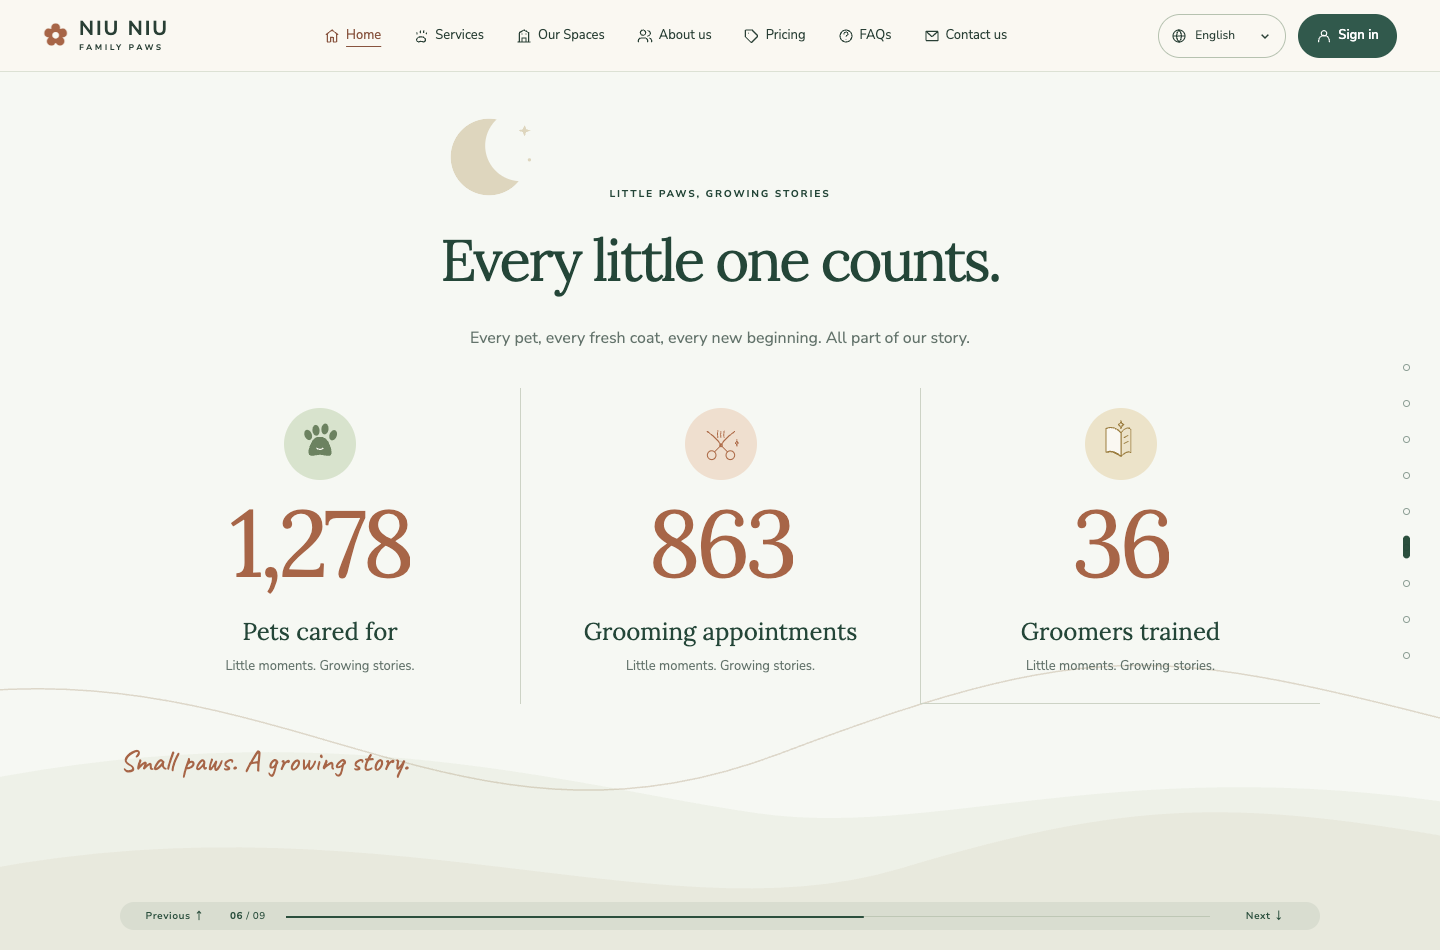 NIU NIU
FAMILY PAWS
Home
Services
Our Spaces
About us
Pricing
FAQs
Contact us
English
Sign in
LITTLE PAWS, GROWING STORIES
Every little one counts.
Every pet, every fresh coat, every new beginning. All part of our story.
1,278
Pets cared for
Little moments. Growing stories.
863
Grooming appointments
Little moments. Growing stories.
36
Groomers trained
Little moments. Growing stories.
Small paws. A growing story.
Previous ↑
06 / 09
Next ↓